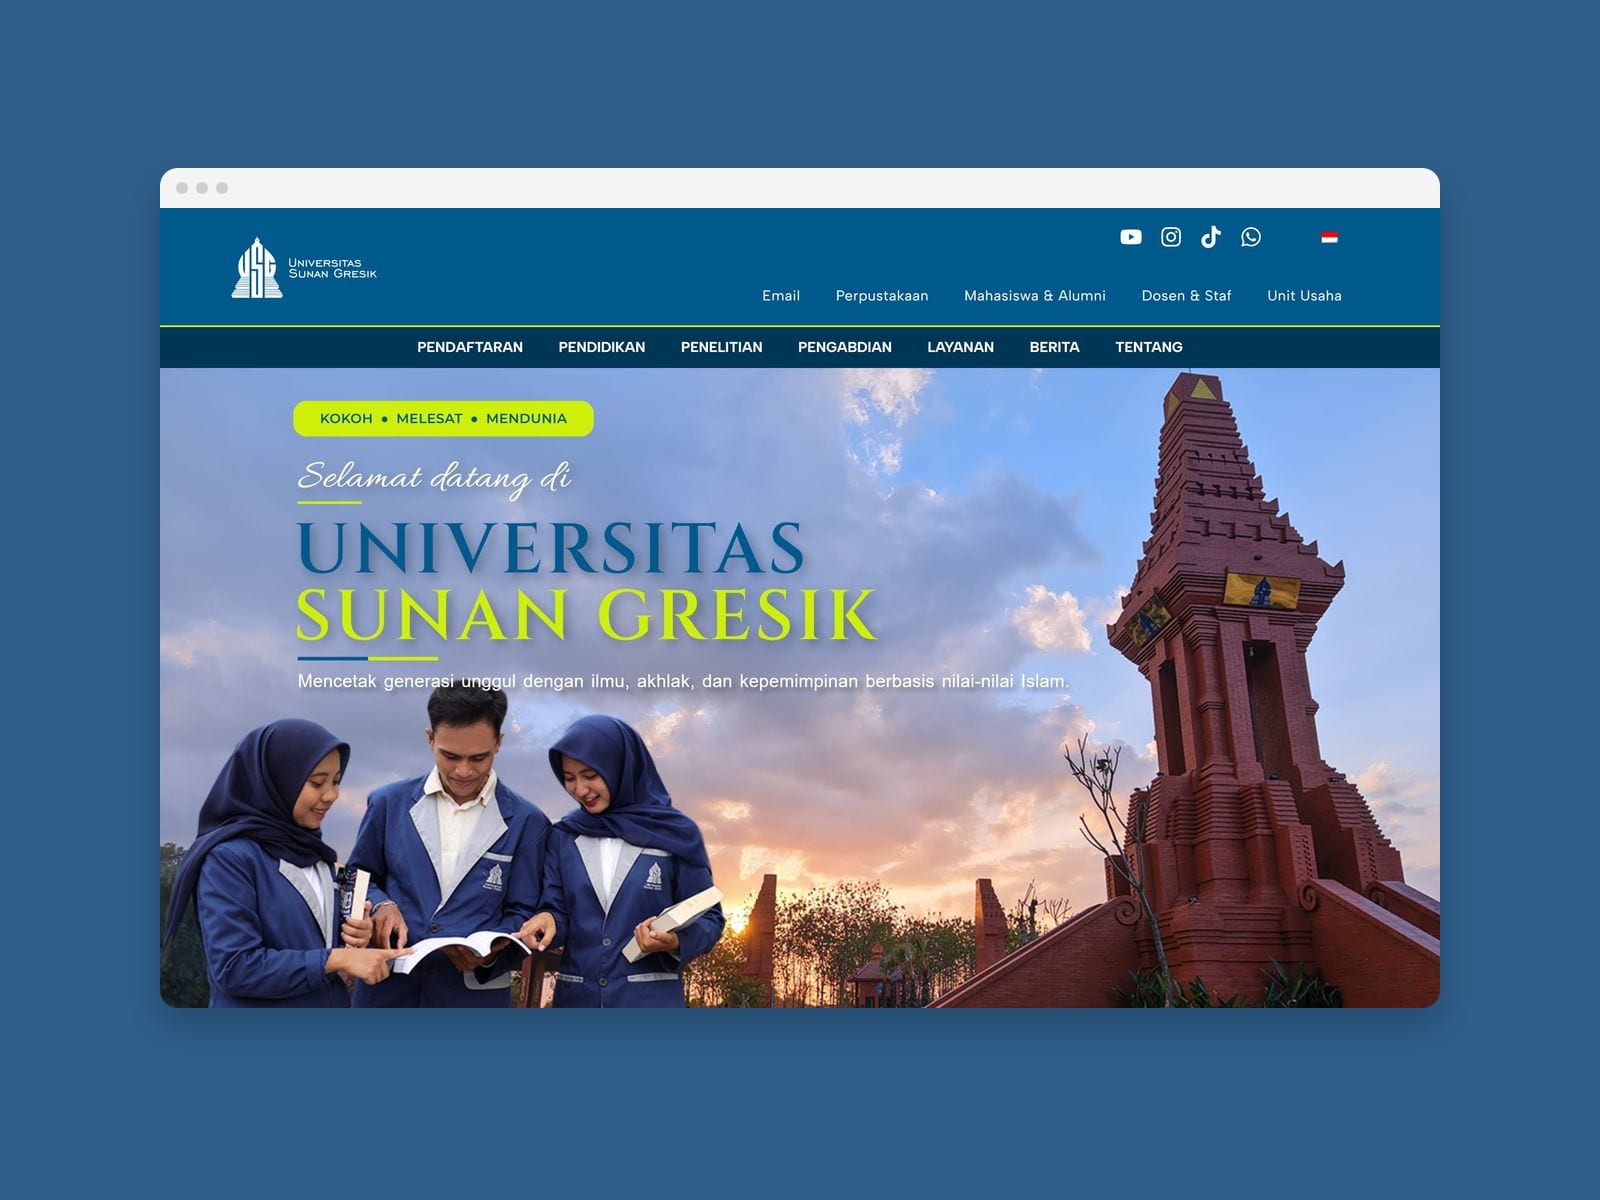 UNIVERSITAS
SUNAN GRESIK
Email Perpustakaan Mahasiswa & Alumni Dosen & Staf Unit Usaha
PENDAFTARAN PENDIDIKAN PENELITIAN PENGABDIAN LAYANAN BERITA TENTANG
KOKOH • MELESAT • MENDUNIA
Selamat datang di
UNIVERSITAS
SUNAN GRESIK
Mencetak generasi unggul dengan ilmu, akhlak, dan kepemimpinan berbasis nilai-nilai Islam.